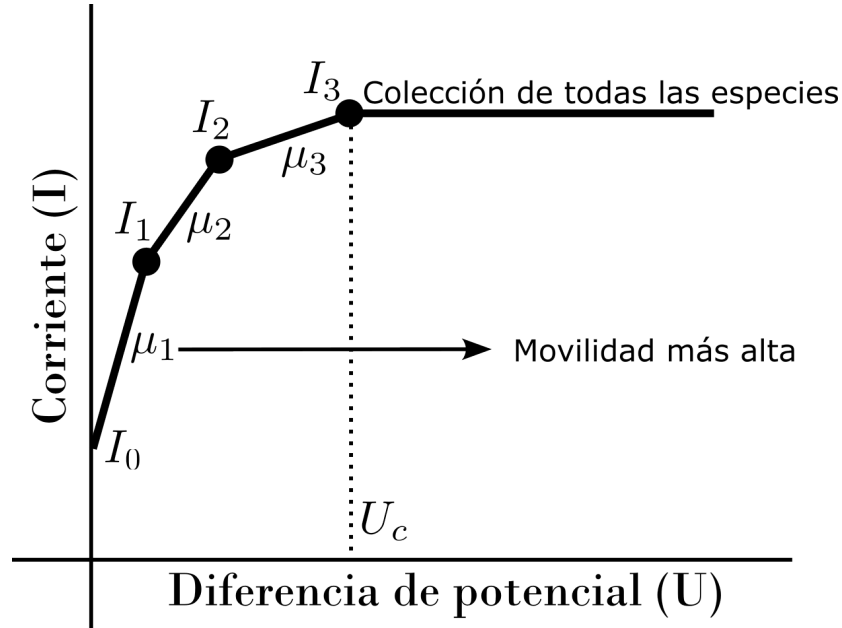 I₃ Colección de todas las especies
I₂
μ₃
I₁
μ₂
μ₁ Movilidad más alta
I₀
U_c
Corriente (I)
Diferencia de potencial (U)